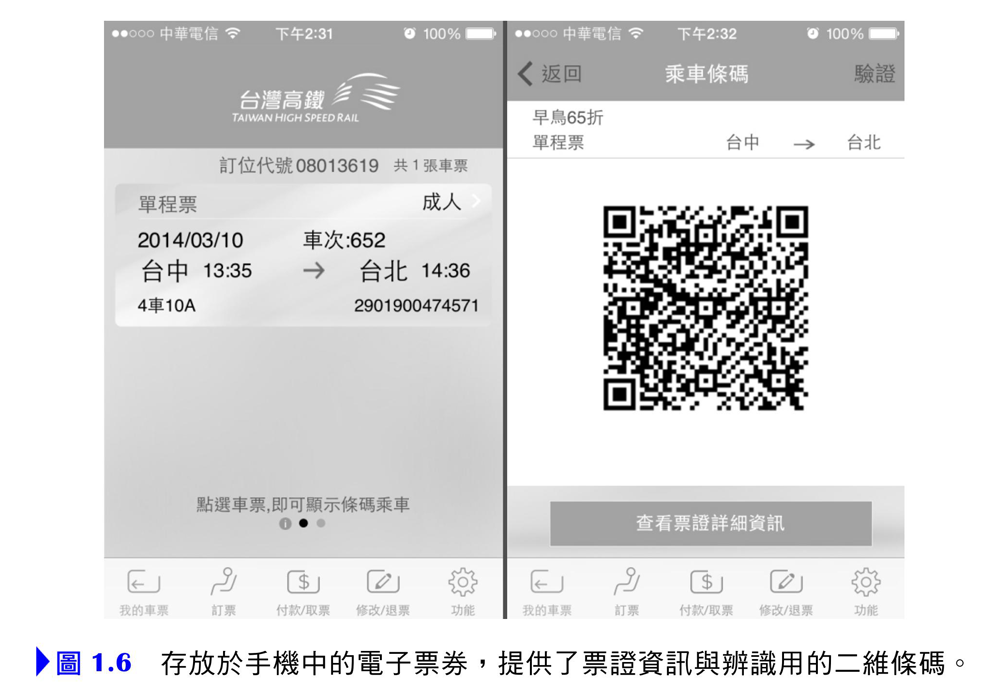 中華電信 下午2:31 100%
台灣高鐵
TAIWAN HIGH SPEED RAIL
訂位代號08013619 共1張車票
單程票 成人
2014/03/10 車次:652
台中 13:35 → 台北 14:36
4車10A 2901900474571
點選車票,即可顯示條碼乘車
我的車票 訂票 付款/取票 修改/退票 功能
中華電信 下午2:32 100%
返回 乘車條碼 驗證
早鳥65折
單程票 台中 → 台北
查看票證詳細資訊
我的車票 訂票 付款/取票 修改/退票 功能
圖 1.6 存放於手機中的電子票券，提供了票證資訊與辨識用的二維條碼。